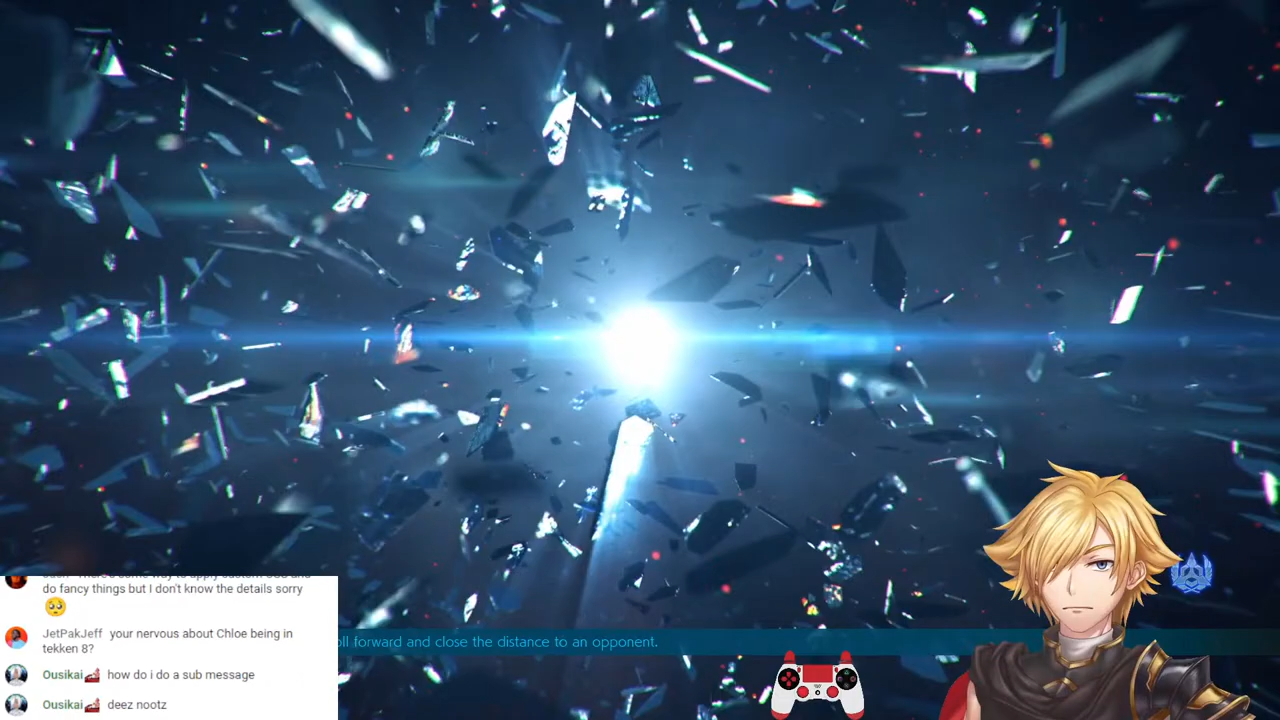 do fancy things but I don't know the details sorry
JetPakJeff your nervous about Chloe being in
tekken 8?
Ousikai how do i do a sub message
Ousikai deez nootz
oll forward and close the distance to an opponent.